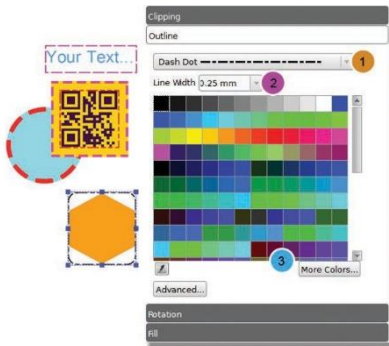 Clipping
Outline
Your Text...
Dash Dot
1
Line Width 0.25 mm
2
3
More Colors...
Advanced...
Rotation
Fill